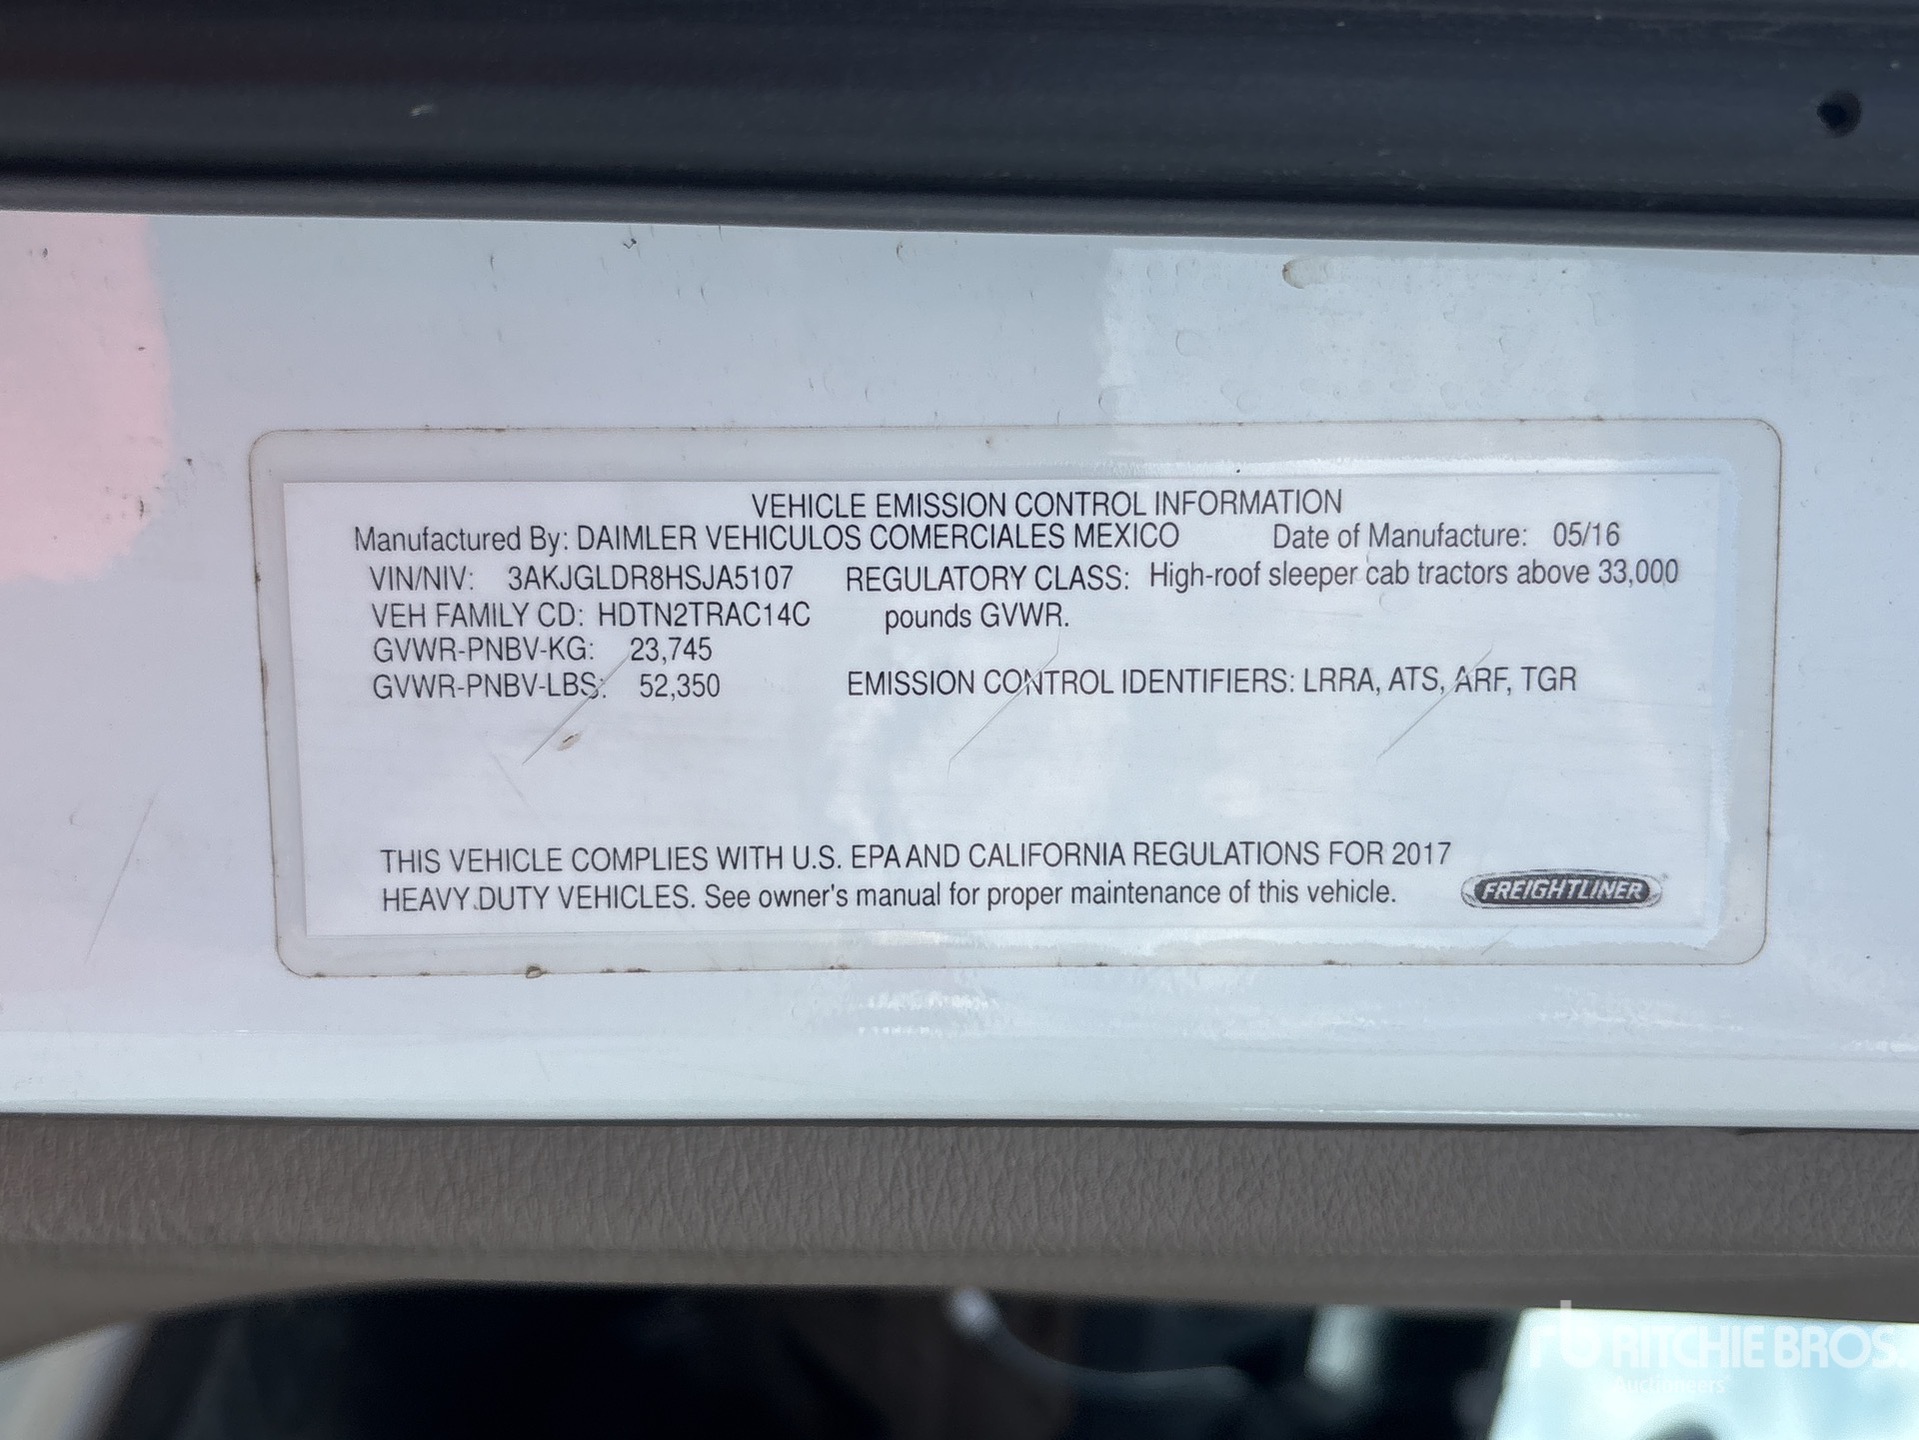 VEHICLE EMISSION CONTROL INFORMATION
Manufactured By: DAIMLER VEHICULOS COMERCIALES MEXICO Date of Manufacture: 05/16
VIN/NIV: 3AKJGLDR8HSJA5107 REGULATORY CLASS: High-roof sleeper cab tractors above 33,000
VEH FAMILY CD: HDTN2TRAC14C pounds GVWR.
GVWR-PNBV-KG: 23,745
GVWR-PNBV-LBS: 52,350 EMISSION CONTROL IDENTIFIERS: LRRA, ATS, ARF, TGR
THIS VEHICLE COMPLIES WITH U.S. EPA AND CALIFORNIA REGULATIONS FOR 2017
HEAVY DUTY VEHICLES. See owner's manual for proper maintenance of this vehicle.
FREIGHTLINER
rb RITCHIE BROS.
Auctioneers